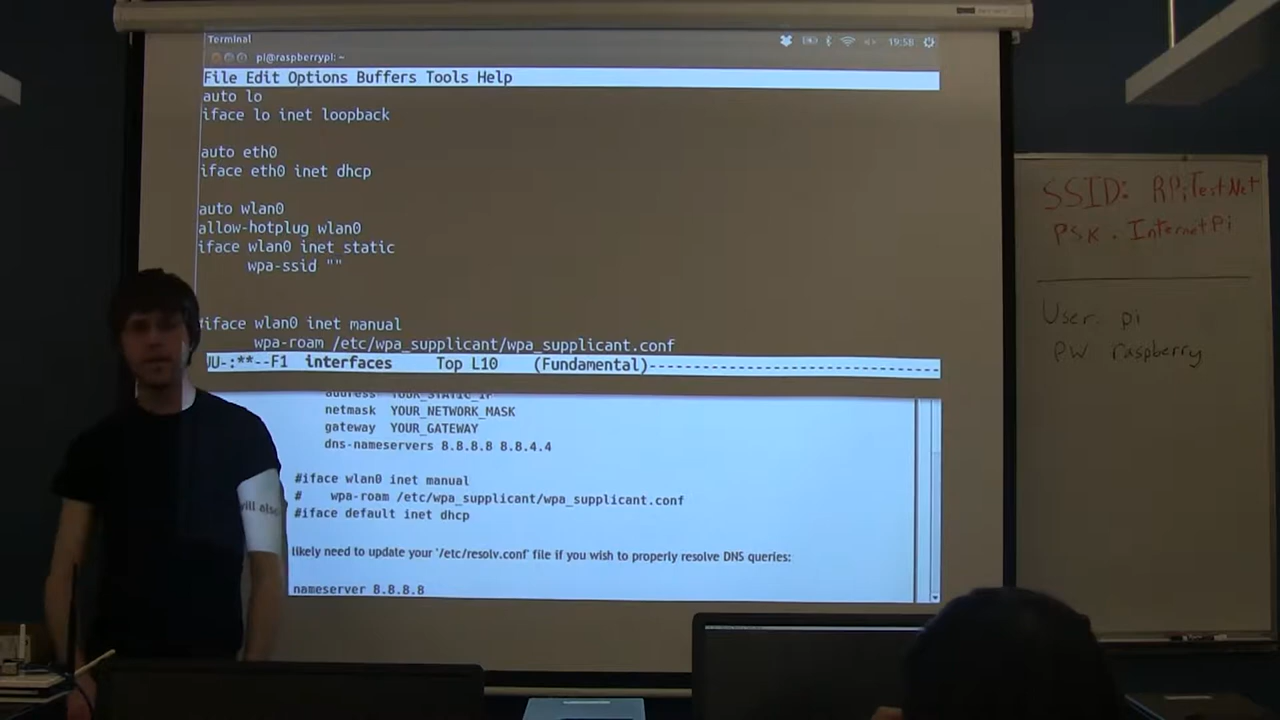 Terminal
19:58
pi@raspberrypi: ~
File Edit Options Buffers Tools Help
auto lo
iface lo inet loopback
auto eth0
iface eth0 inet dhcp
auto wlan0
allow-hotplug wlan0
iface wlan0 inet static
wpa-ssid ""
#iface wlan0 inet manual
wpa-roam /etc/wpa_supplicant/wpa_supplicant.conf
UU-:**--F1 interfaces Top L10 (Fundamental)--------------------------------
address YOUR_STATIC_IP
netmask YOUR_NETWORK_MASK
gateway YOUR_GATEWAY
dns-nameservers 8.8.8.8 8.8.4.4
#iface wlan0 inet manual
# wpa-roam /etc/wpa_supplicant/wpa_supplicant.conf
#iface default inet dhcp
will also likely need to update your '/etc/resolv.conf' file if you wish to properly resolve DNS queries:
nameserver 8.8.8.8
SSID: RPiTestNet
PSK: InternetPi
User: pi
PW raspberry